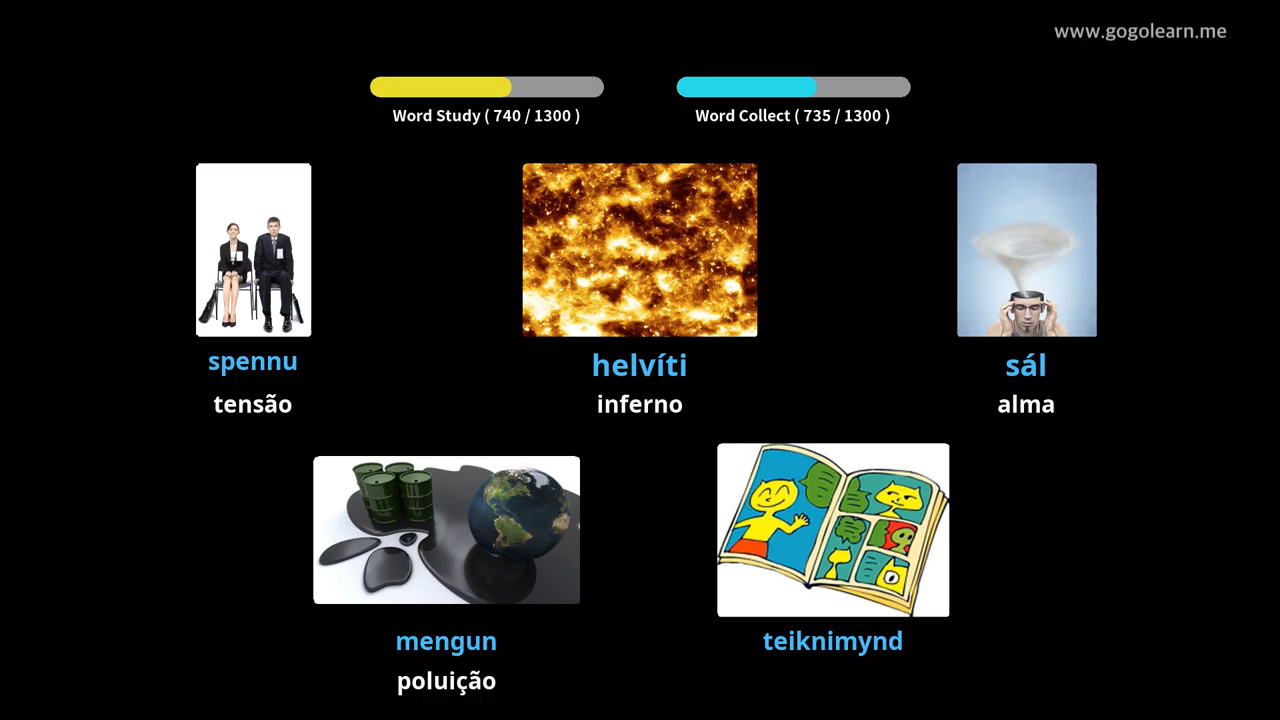 www.gogolearn.me
Word Study ( 740 / 1300 )
Word Collect ( 735 / 1300 )
spennu
tensão
helvíti
inferno
sál
alma
mengun
poluição
teiknimynd